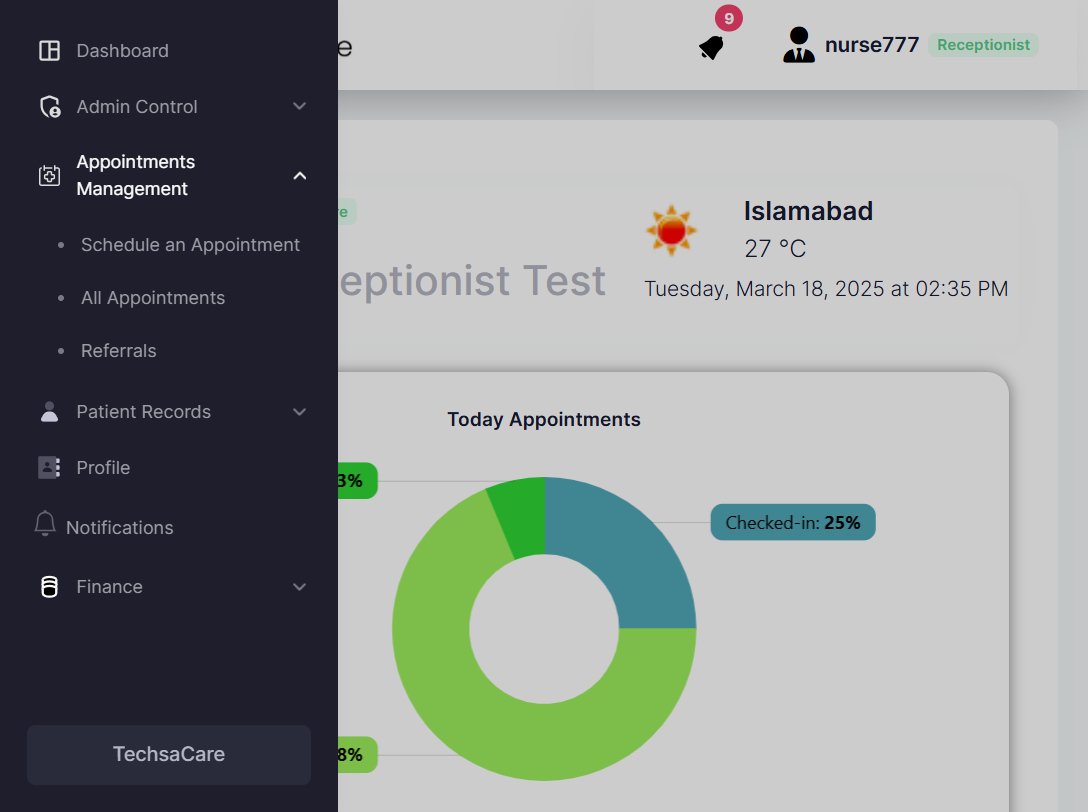 Dashboard
Admin Control
Appointments
Management
Schedule an Appointment
All Appointments
Referrals
Patient Records
Profile
Notifications
Finance
TechsaCare
9
nurse777 Receptionist
Islamabad
27 °C
Tuesday, March 18, 2025 at 02:35 PM
eptionist Test
Today Appointments
3%
Checked-in: 25%
8%